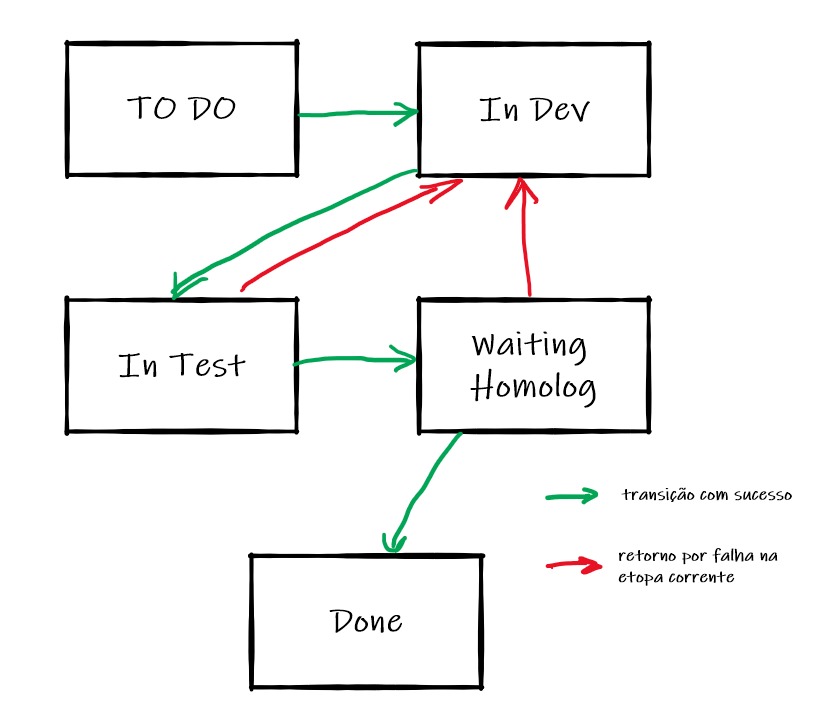 TO DO
In Dev
In Test
Waiting
Homolog
Done
transição com sucesso
retorno por falha na
etopa corrente